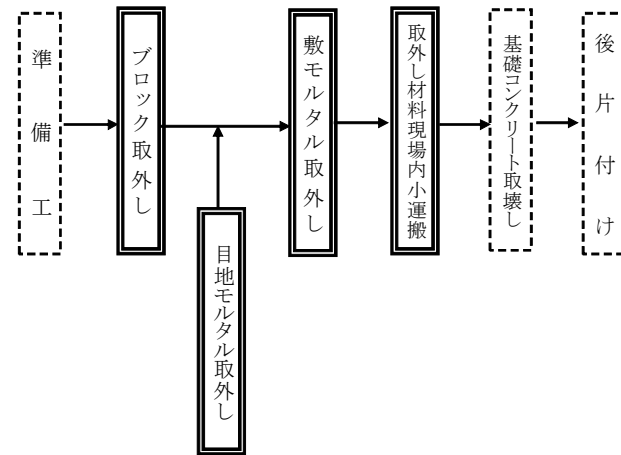 準備工
ブロック取外し
目地モルタル取外し
敷モルタル取外し
取外し材料現場内小運搬
基礎コンクリート取壊し
後片付け